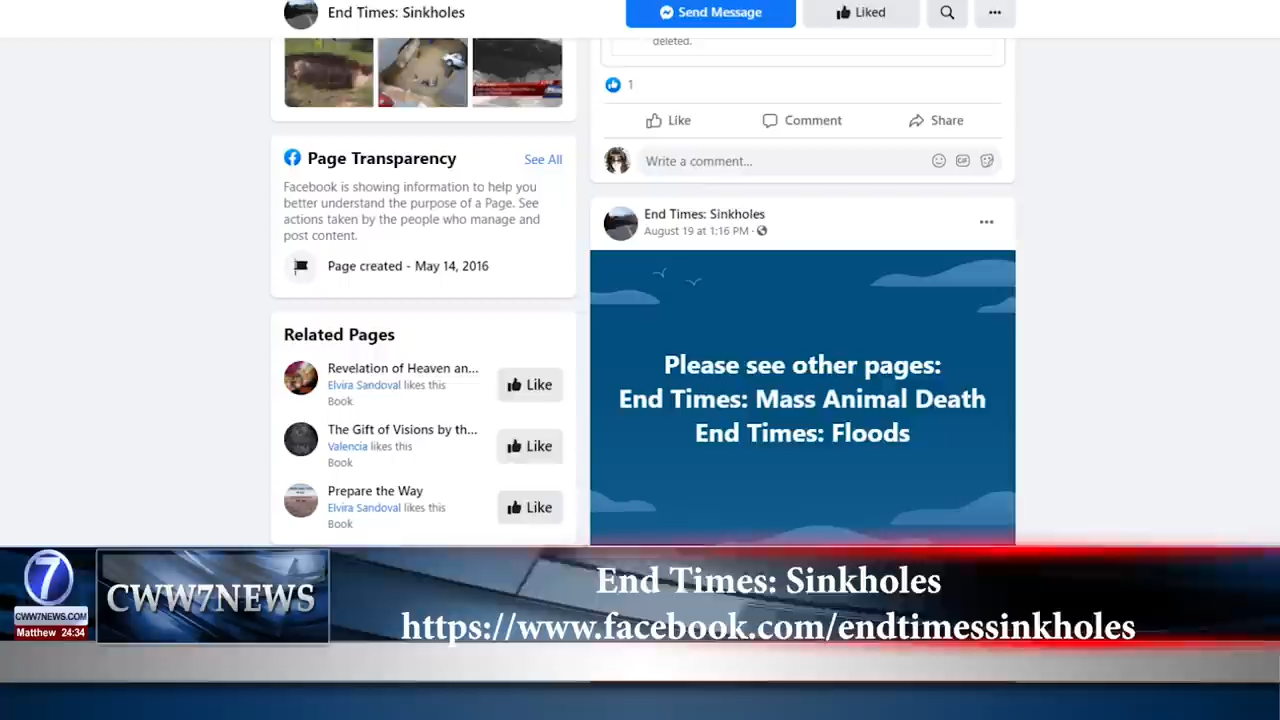 End Times: Sinkholes
Send Message
Liked
deleted.
1
Like
Comment
Share
Write a comment...
GIF
Page Transparency
See All
Facebook is showing information to help you
better understand the purpose of a Page. See
actions taken by the people who manage and
post content.
Page created - May 14, 2016
Related Pages
Revelation of Heaven an...
Elvira Sandoval likes this
Book
Like
The Gift of Visions by th...
Valencia likes this
Book
Like
Prepare the Way
Elvira Sandoval likes this
Book
Like
End Times: Sinkholes
August 19 at 1:16 PM ·
Please see other pages:
End Times: Mass Animal Death
End Times: Floods
7
CWW7NEWS.COM
Matthew 24:34
CWW7NEWS
End Times: Sinkholes
https://www.facebook.com/endtimessinkholes